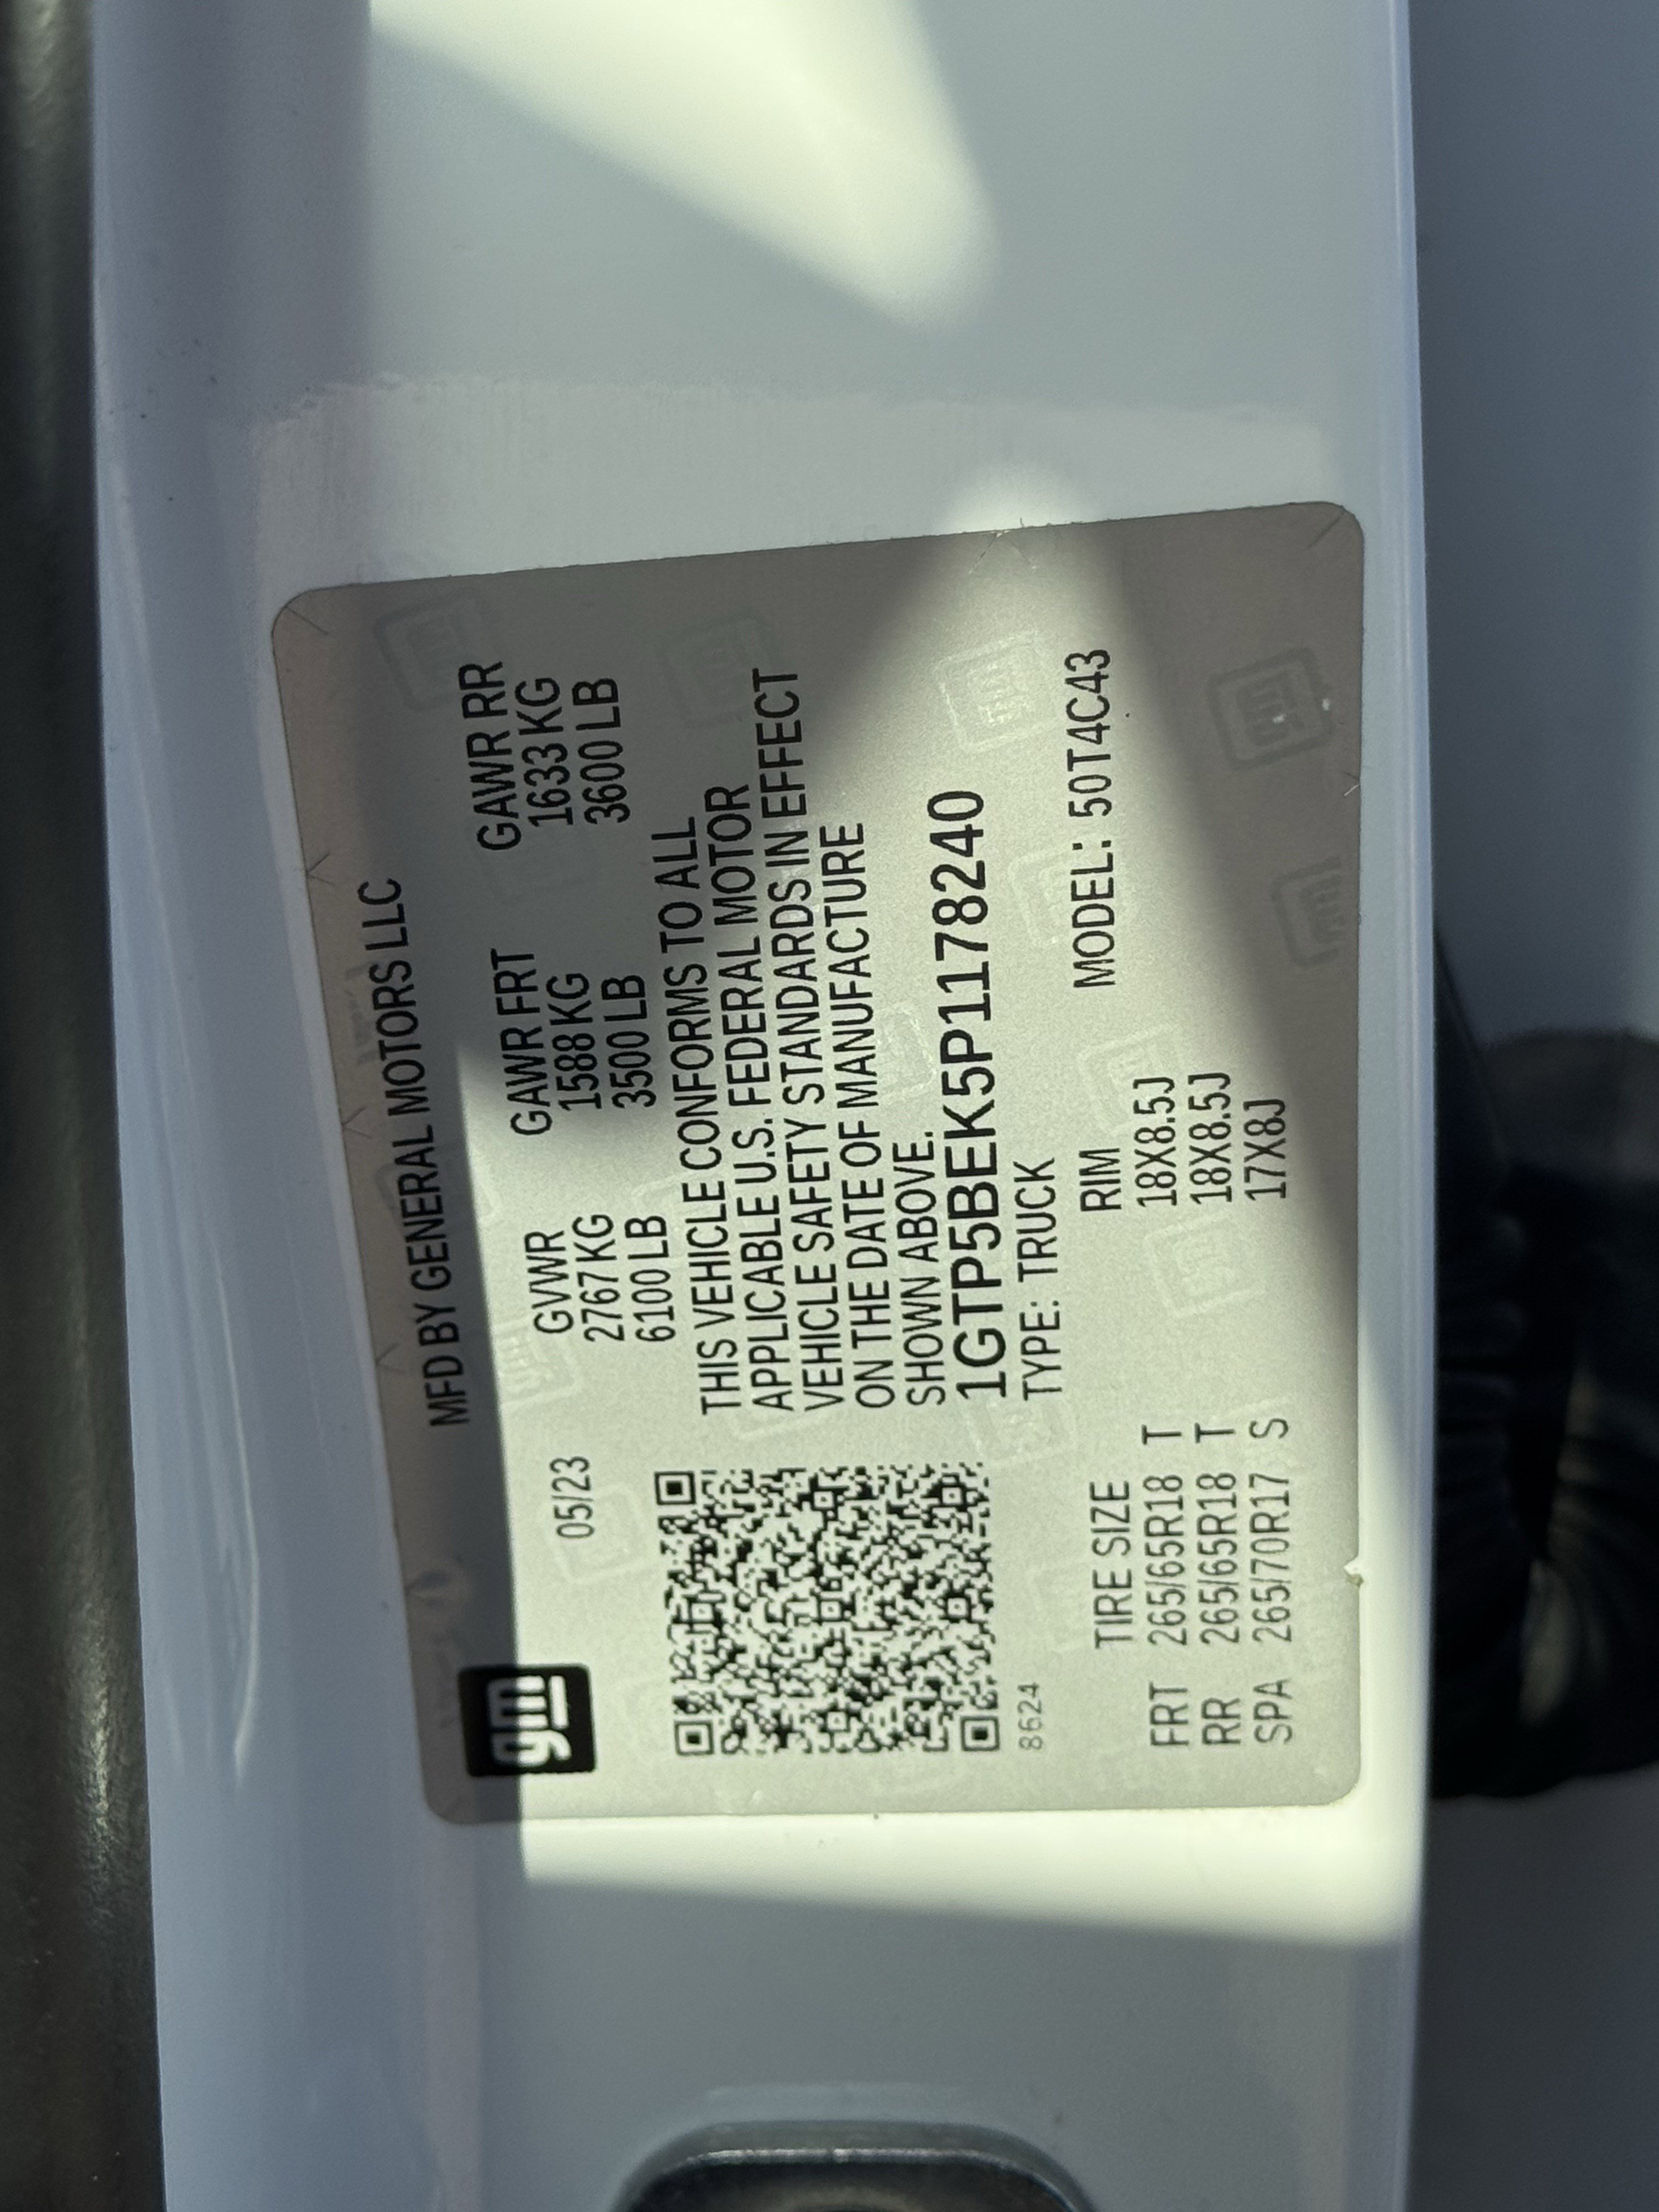 MFD BY GENERAL MOTORS LLC
gm
05/23
GVWR GAWR FRT GAWR RR
2767 KG 1588 KG 1633 KG
6100 LB 3500 LB 3600 LB
THIS VEHICLE CONFORMS TO ALL
APPLICABLE U.S. FEDERAL MOTOR
VEHICLE SAFETY STANDARDS IN EFFECT
ON THE DATE OF MANUFACTURE
SHOWN ABOVE.
1GTP5BEK5P1178240
8624
TYPE: TRUCK
MODEL: 50T4C43
TIRE SIZE RIM
FRT 265/65R18 T 18X8.5J
RR 265/65R18 T 18X8.5J
SPA 265/70R17 S 17X8J